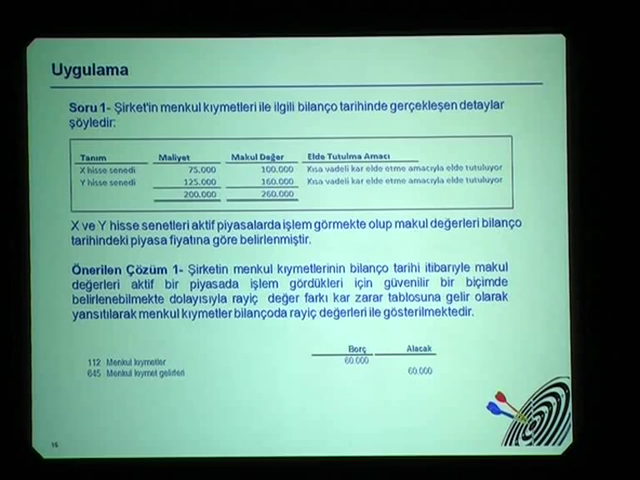 Uygulama
Soru 1- Şirket'in menkul kıymetleri ile ilgili bilanço tarihinde gerçekleşen detaylar
şöyledir:
Tanım Maliyet Makul Değer Elde Tutulma Amacı
X hisse senedi 75.000 100.000 Kısa vadeli kar elde etme amacıyla elde tutuluyor
Y hisse senedi 125.000 160.000 Kısa vadeli kar elde etme amacıyla elde tutuluyor
200.000 260.000
X ve Y hisse senetleri aktif piyasalarda işlem görmekte olup makul değerleri bilanço
tarihindeki piyasa fiyatına göre belirlenmiştir.
Önerilen Çözüm 1- Şirketin menkul kıymetlerinin bilanço tarihi itibarıyle makul
değerleri aktif bir piyasada işlem gördükleri için güvenilir bir biçimde
belirlenebilmekte dolayısıyla rayiç değer farkı kar zarar tablosuna gelir olarak
yansıtılarak menkul kıymetler bilançoda rayiç değerleri ile gösterilmektedir.
Borç Alacak
112 Menkul kıymetler 60.000
645 Menkul kıymet gelirleri 60.000
15